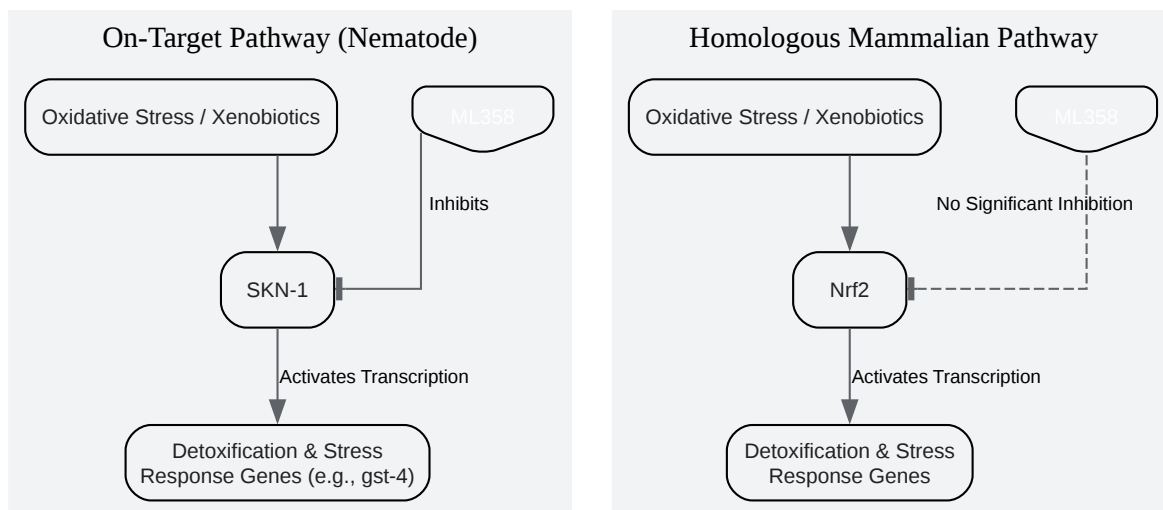 On-Target Pathway (Nematode)
Oxidative Stress / Xenobiotics
ML358
Inhibits
SKN-1
Activates Transcription
Detoxification & Stress
Response Genes (e.g., gst-4)
Homologous Mammalian Pathway
Oxidative Stress / Xenobiotics
ML358
No Significant Inhibition
Nrf2
Activates Transcription
Detoxification & Stress
Response Genes